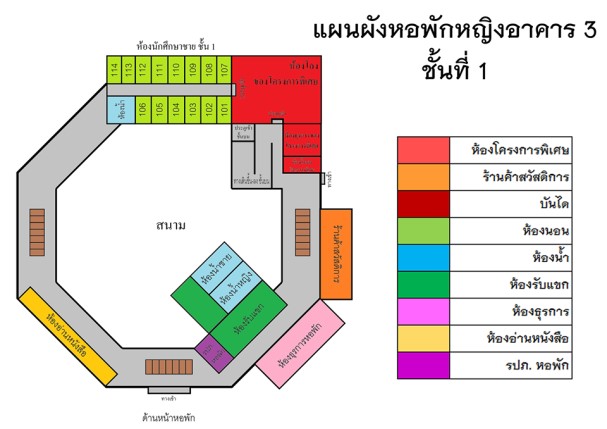 แผนผังหอพักหญิงอาคาร 3
ชั้นที่ 1
ห้องนักศึกษาชาย ชั้น 1
114 113 112 111 110 109 108 107
ห้องโถง
ของโครงการพิเศษ
ห้องน้ำ 106 105 104 103 102 101
ทางเข้า
สนาม
ห้องน้ำชาย
ห้องน้ำหญิง
ห้องรับแขก
ร้านค้าสวัสดิการ
ห้องอ่านหนังสือ
ห้องธุรการหอพัก
ทางเข้า
ด้านหน้าหอพัก
ห้องโครงการพิเศษ
ร้านค้าสวัสดิการ
บันได
ห้องนอน
ห้องน้ำ
ห้องรับแขก
ห้องธุรการ
ห้องอ่านหนังสือ
รปภ. หอพัก